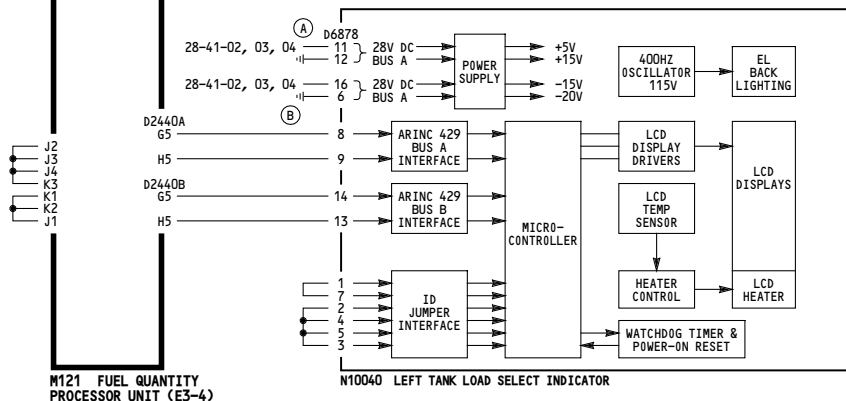 A
D6878
28-41-02, 03, 04
11
12
28V DC
BUS A
28-41-02, 03, 04
16
6
28V DC
BUS A
B
POWER
SUPPLY
+5V
+15V
-15V
-20V
400HZ
OSCILLATOR
115V
EL
BACK
LIGHTING
D2440A
G5
8
H5
9
ARINC 429
BUS A
INTERFACE
D2440B
G5
14
H5
13
ARINC 429
BUS B
INTERFACE
J2
J3
J4
K3
K1
K2
J1
MICRO-
CONTROLLER
LCD
DISPLAY
DRIVERS
LCD
DISPLAYS
LCD
TEMP
SENSOR
HEATER
CONTROL
LCD
HEATER
1
7
2
4
5
3
ID
JUMPER
INTERFACE
WATCHDOG TIMER &
POWER-ON RESET
M121 FUEL QUANTITY
PROCESSOR UNIT (E3-4)
N10040 LEFT TANK LOAD SELECT INDICATOR